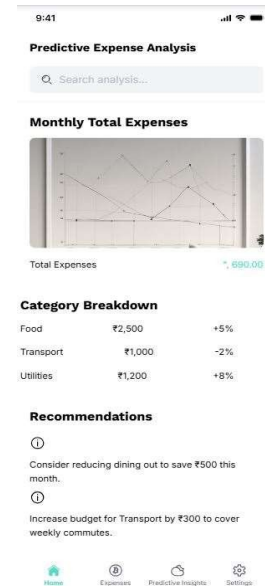 9:41
Predictive Expense Analysis
Search analysis...
Monthly Total Expenses
Total Expenses 690.00
Category Breakdown
Food ₹2,500 +5%
Transport ₹1,000 -2%
Utilities ₹1,200 +8%
Recommendations
Consider reducing dining out to save ₹500 this
month.
Increase budget for Transport by ₹300 to cover
weekly commutes.
Home Expenses Predictive Insights Settings